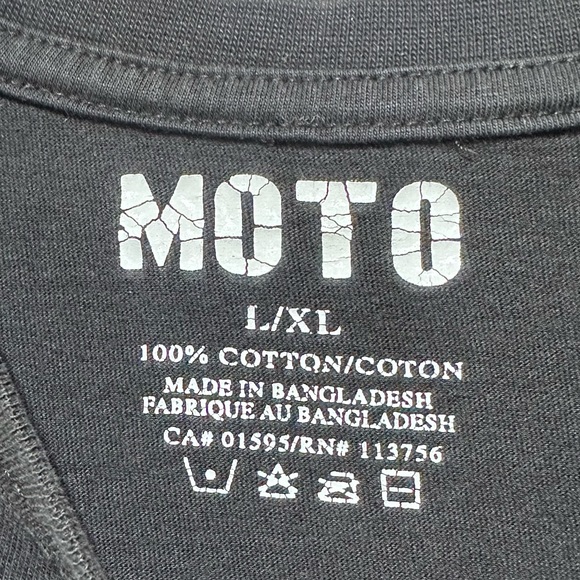 MOTO
L/XL
100% COTTON/COTON
MADE IN BANGLADESH
FABRIQUE AU BANGLADESH
CA# 01595/RN# 113756